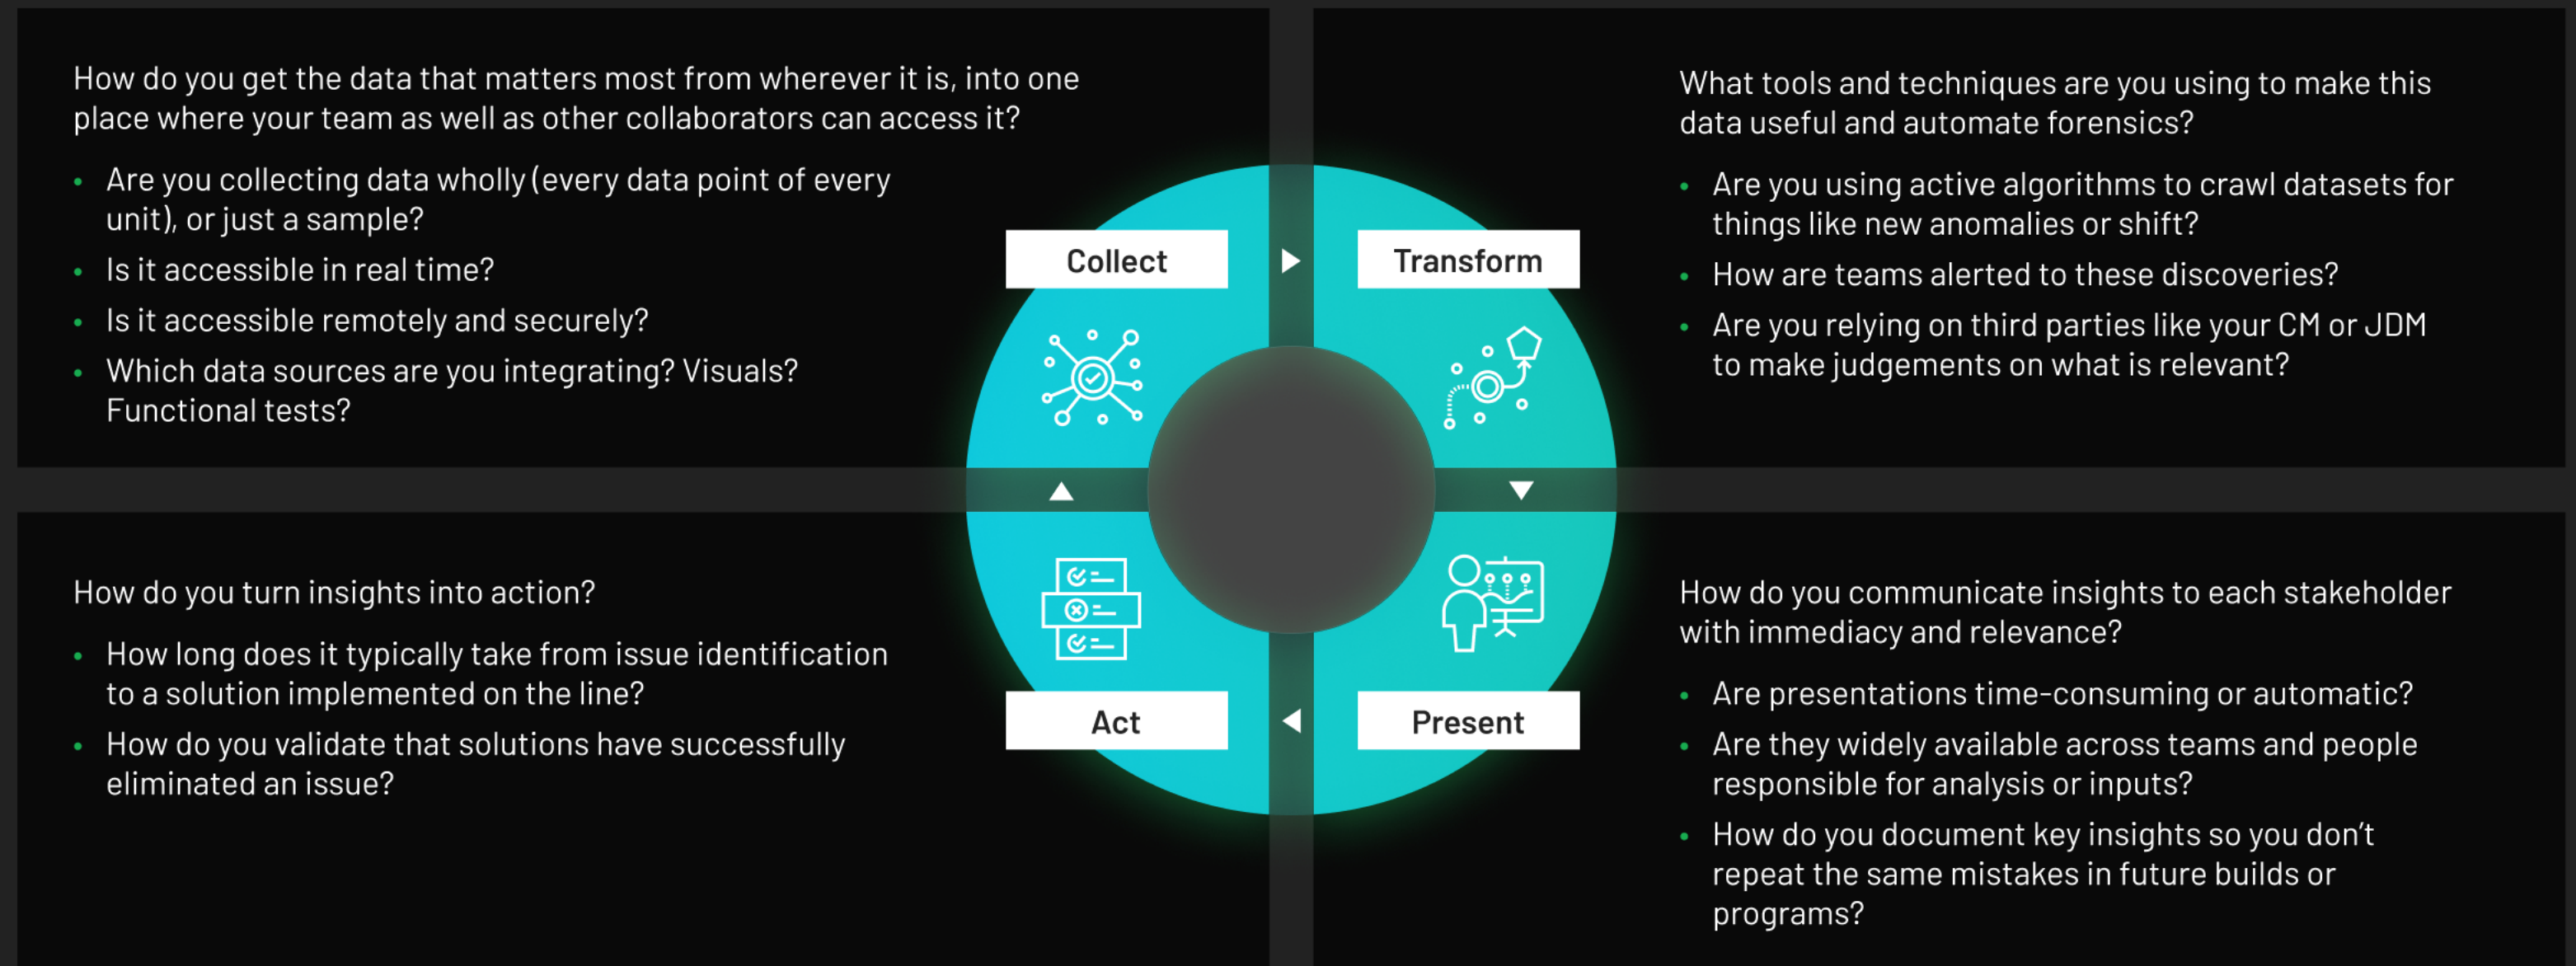 How do you get the data that matters most from wherever it is, into one
place where your team as well as other collaborators can access it?
• Are you collecting data wholly (every data point of every
unit), or just a sample?
• Is it accessible in real time?
• Is it accessible remotely and securely?
• Which data sources are you integrating? Visuals?
Functional tests?
Collect
Transform
What tools and techniques are you using to make this
data useful and automate forensics?
• Are you using active algorithms to crawl datasets for
things like new anomalies or shift?
• How are teams alerted to these discoveries?
• Are you relying on third parties like your CM or JDM
to make judgements on what is relevant?
How do you turn insights into action?
• How long does it typically take from issue identification
to a solution implemented on the line?
• How do you validate that solutions have successfully
eliminated an issue?
Act
Present
How do you communicate insights to each stakeholder
with immediacy and relevance?
• Are presentations time-consuming or automatic?
• Are they widely available across teams and people
responsible for analysis or inputs?
• How do you document key insights so you don’t
repeat the same mistakes in future builds or
programs?